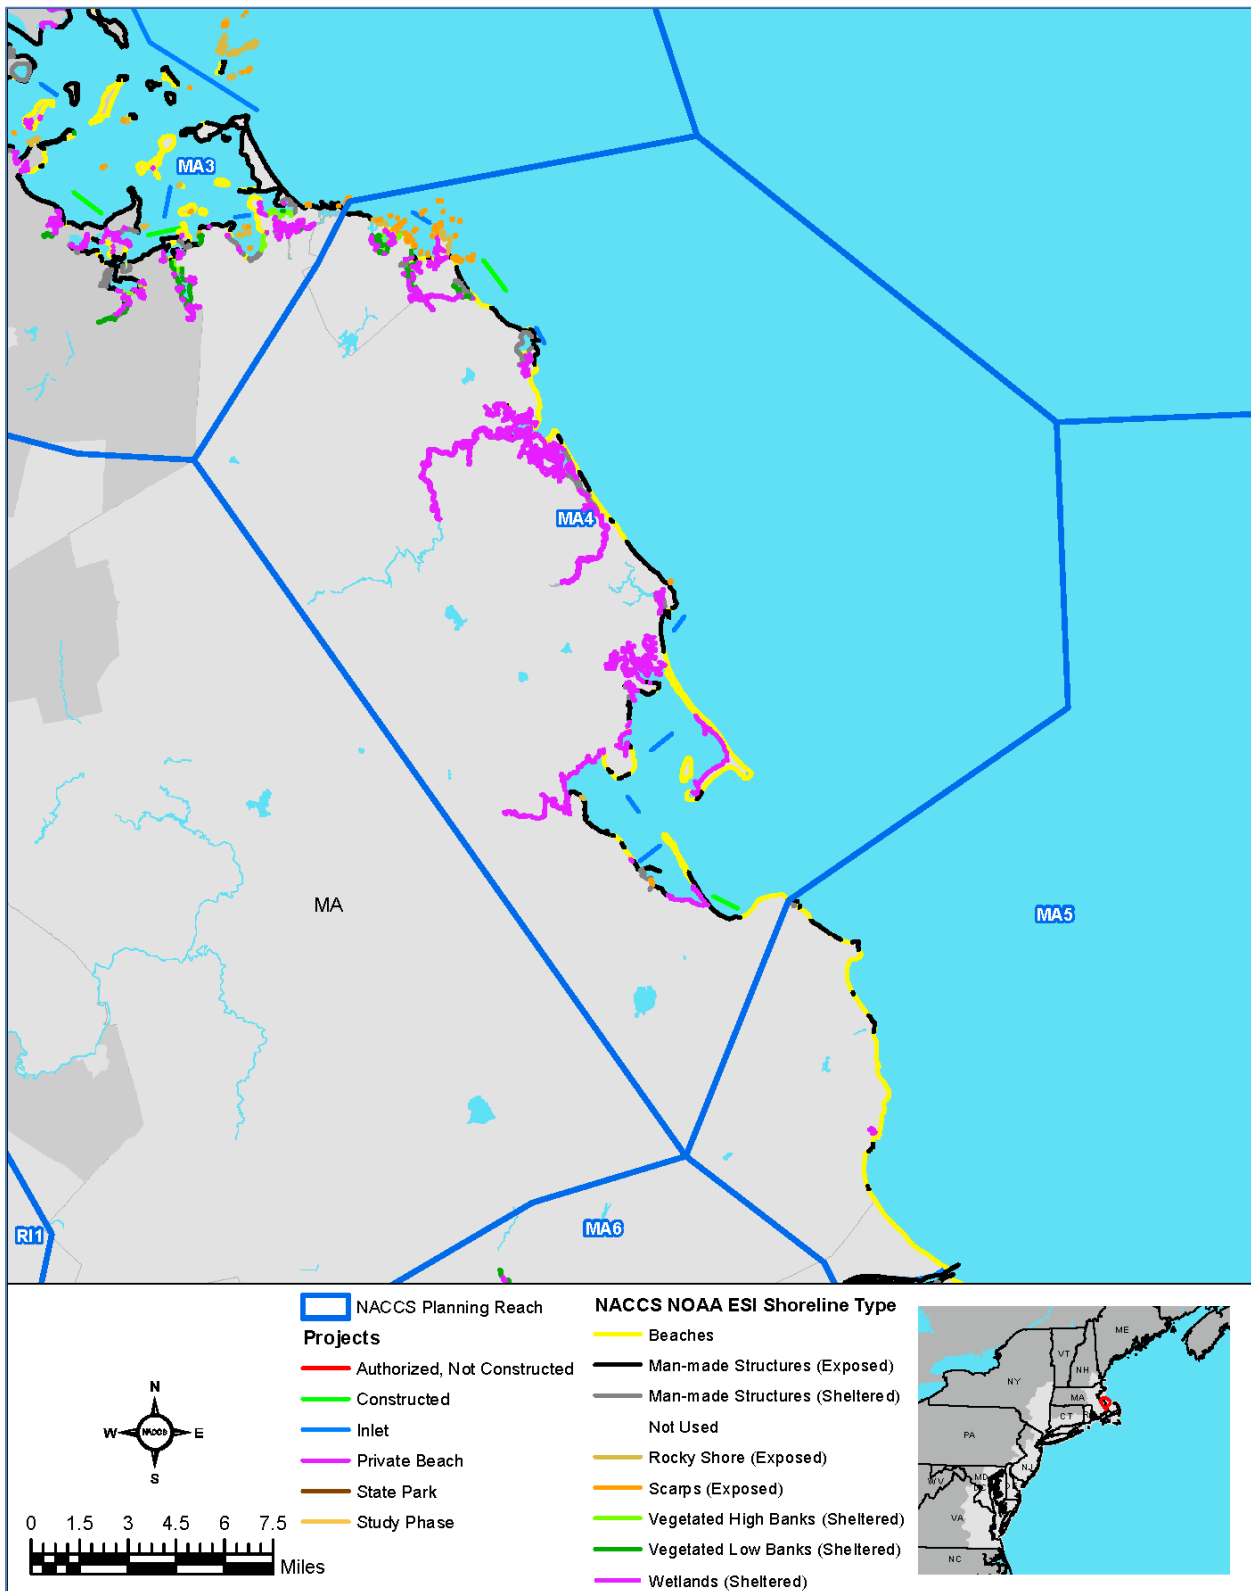 MA3
MA4
MA
MA5
RI1
MA6
NACCS Planning Reach
Projects
Authorized, Not Constructed
Constructed
Inlet
Private Beach
State Park
Study Phase
NACCS NOAA ESI Shoreline Type
Beaches
Man-made Structures (Exposed)
Man-made Structures (Sheltered)
Not Used
Rocky Shore (Exposed)
Scarps (Exposed)
Vegetated High Banks (Sheltered)
Vegetated Low Banks (Sheltered)
Wetlands (Sheltered)
N
W NACCS E
S
0 1.5 3 4.5 6 7.5
Miles
ME
VT
NH
NY
MA
CT
PA
NJ
MD
WV
VA
NC